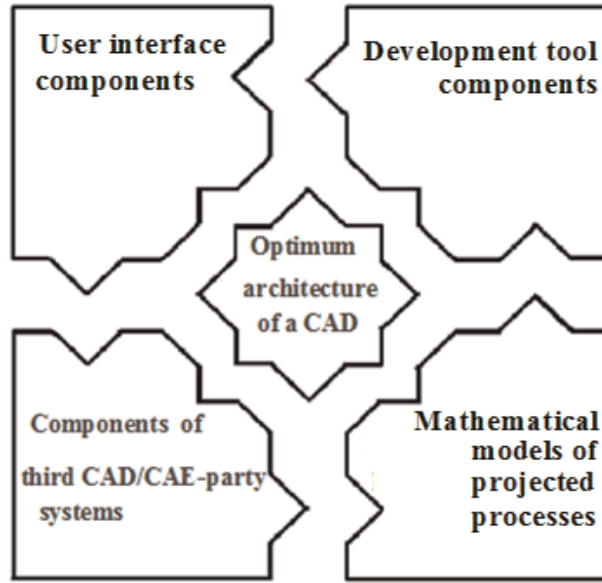 User interface
components
Development tool
components
Optimum
architecture
of a CAD
Components of
third CAD/CAE-party
systems
Mathematical
models of
projected
processes